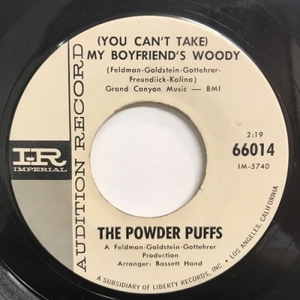 (YOU CAN'T TAKE)
MY BOYFRIEND'S WOODY
(Feldman-Goldstein-Gottehrer-
Freundlick-Kalina)
Grand Canyon Music — BMI
IR
IMPERIAL
AUDITION RECORD
2:19
66014
IM-5740
THE POWDER PUFFS
A Feldman-Goldstein-Gottehrer
Production
Arranger: Bassett Hand
A SUBSIDIARY OF LIBERTY RECORDS, INC. • LOS ANGELES, CALIFORNIA